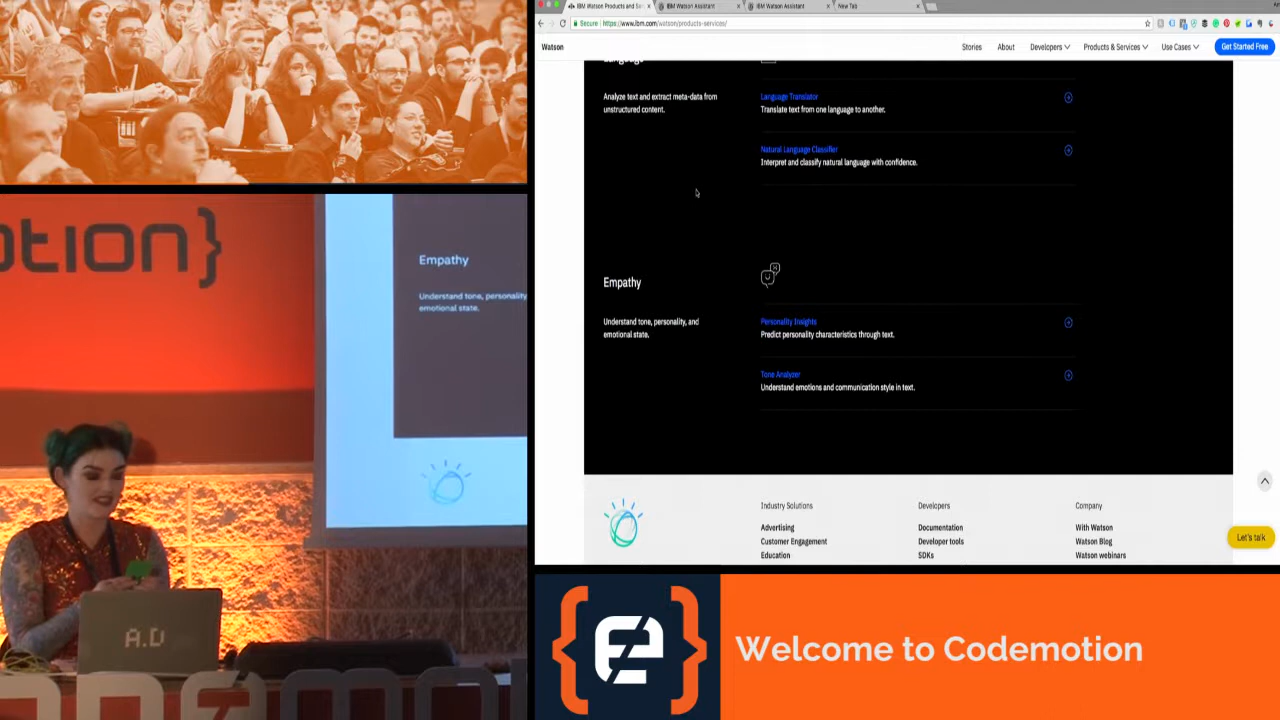 otion}
Empathy
Understand tone, personality
emotional state.
A.D
IBM Watson Products and Ser
IBM Watson Assistant
IBM Watson Assistant
New Tab
Secure
https://www.ibm.com/watson/products-services/
Watson
Stories
About
Developers
Products & Services
Use Cases
Get Started Free
Language
Analyze text and extract meta-data from
unstructured content.
Language Translator
Translate text from one language to another.
Natural Language Classifier
Interpret and classify natural language with confidence.
Empathy
Understand tone, personality, and
emotional state.
Personality Insights
Predict personality characteristics through text.
Tone Analyzer
Understand emotions and communication style in text.
Industry Solutions
Advertising
Customer Engagement
Education
Developers
Documentation
Developer tools
SDKs
Company
With Watson
Watson Blog
Watson webinars
Let's talk
Welcome to Codemotion